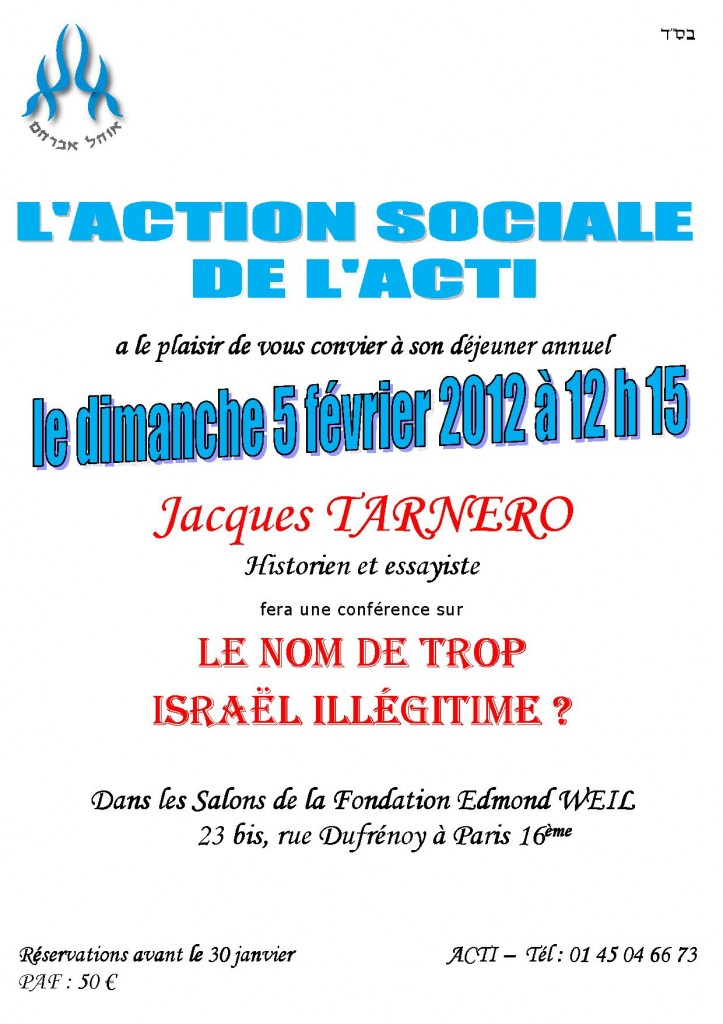 בס״ד
אוהל אברהם
L'ACTION SOCIALE
DE L'ACTI
a le plaisir de vous convier à son déjeuner annuel
le dimanche 5 février 2012 à 12 h 15
Jacques TARNERO
Historien et essayiste
fera une conférence sur
LE NOM DE TROP
ISRAËL ILLÉGITIME ?
Dans les Salons de la Fondation Edmond WEIL
23 bis, rue Dufrénoy à Paris 16ème
Réservations avant le 30 janvier
ACTI – Tél : 01 45 04 66 73
PAF : 50 €